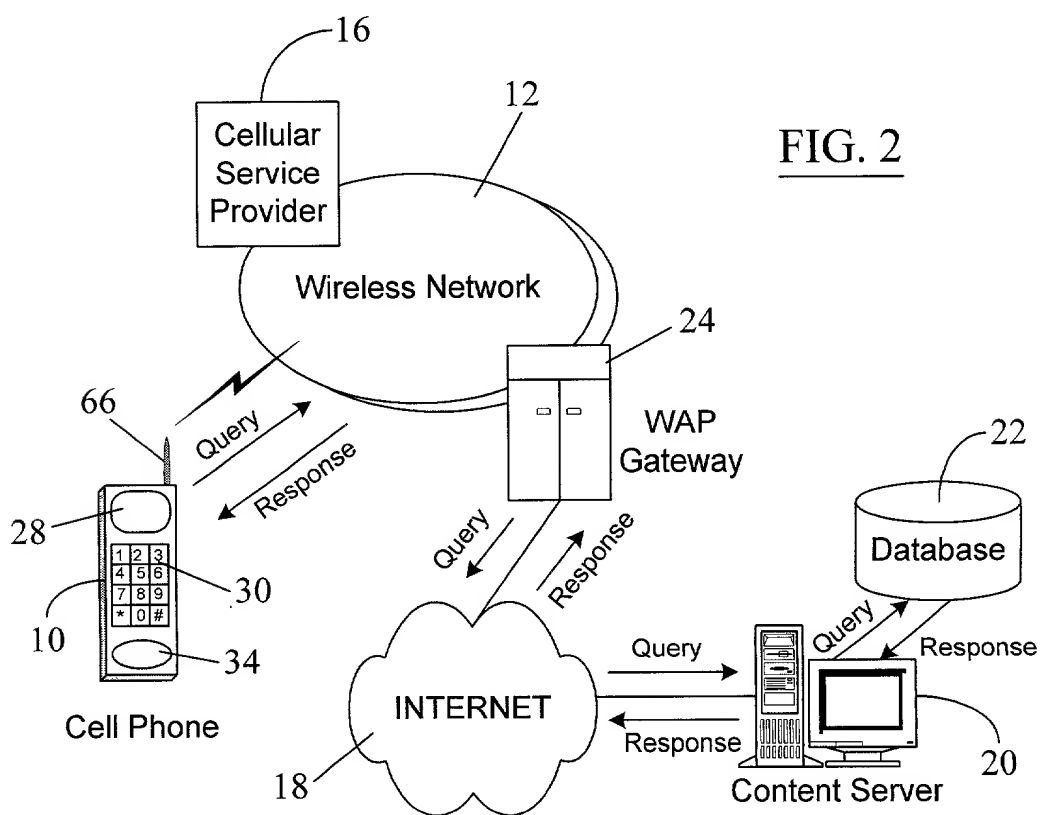 16
12
FIG. 2
Cellular
Service
Provider
Wireless Network
24
66
Query
Response
WAP
Gateway
22
28
1 2 3
4 5 6
7 8 9
* 0 #
30
10
34
Cell Phone
Query
Response
Database
Query
Response
INTERNET
Query
Response
18
20
Content Server